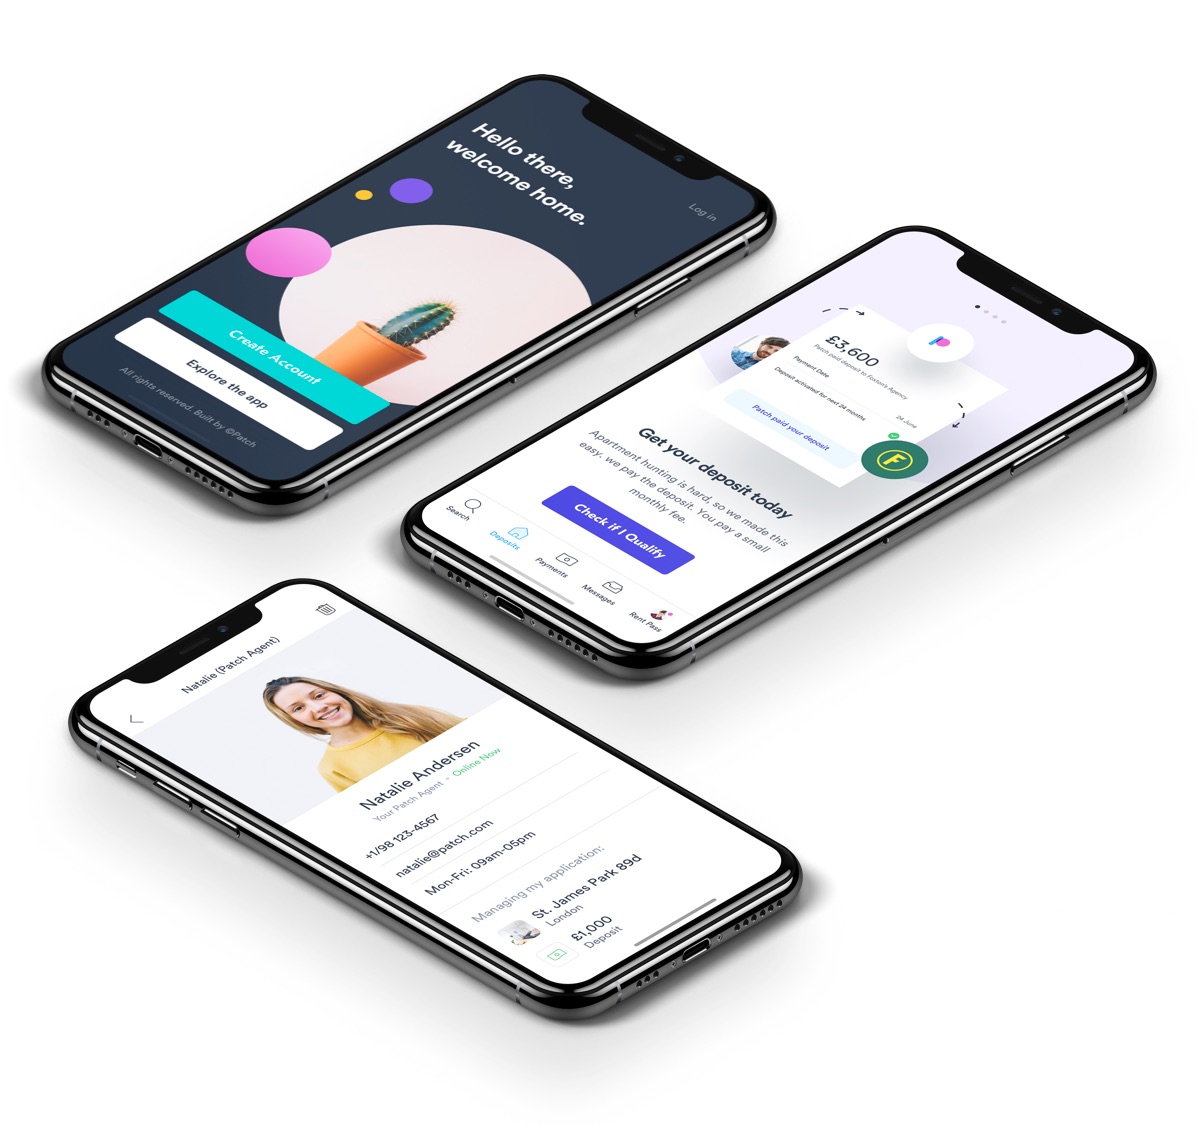 Hello there,
welcome home.
Log in
Create Account
Explore the app
All rights reserved. Built by @Patch
£3,600
Patch paid deposit to Foxton's Agency
Payment Date
24 June
Deposit activated for next 24 months
Patch paid your deposit
F
Get your deposit today
Apartment hunting is hard, so we made this
easy. we pay the deposit. You pay a small
monthly fee.
Check if I Qualify
Search
Deposits
Payments
Messages
Rent Pass
Natalie (Patch Agent)
Natalie Andersen
Your Patch Agent • Online Now
+1/98 123-4567
natalie@patch.com
Mon-Fri: 09am-05pm
Managing my application:
St. James Park 89d
London
£1,000
Deposit